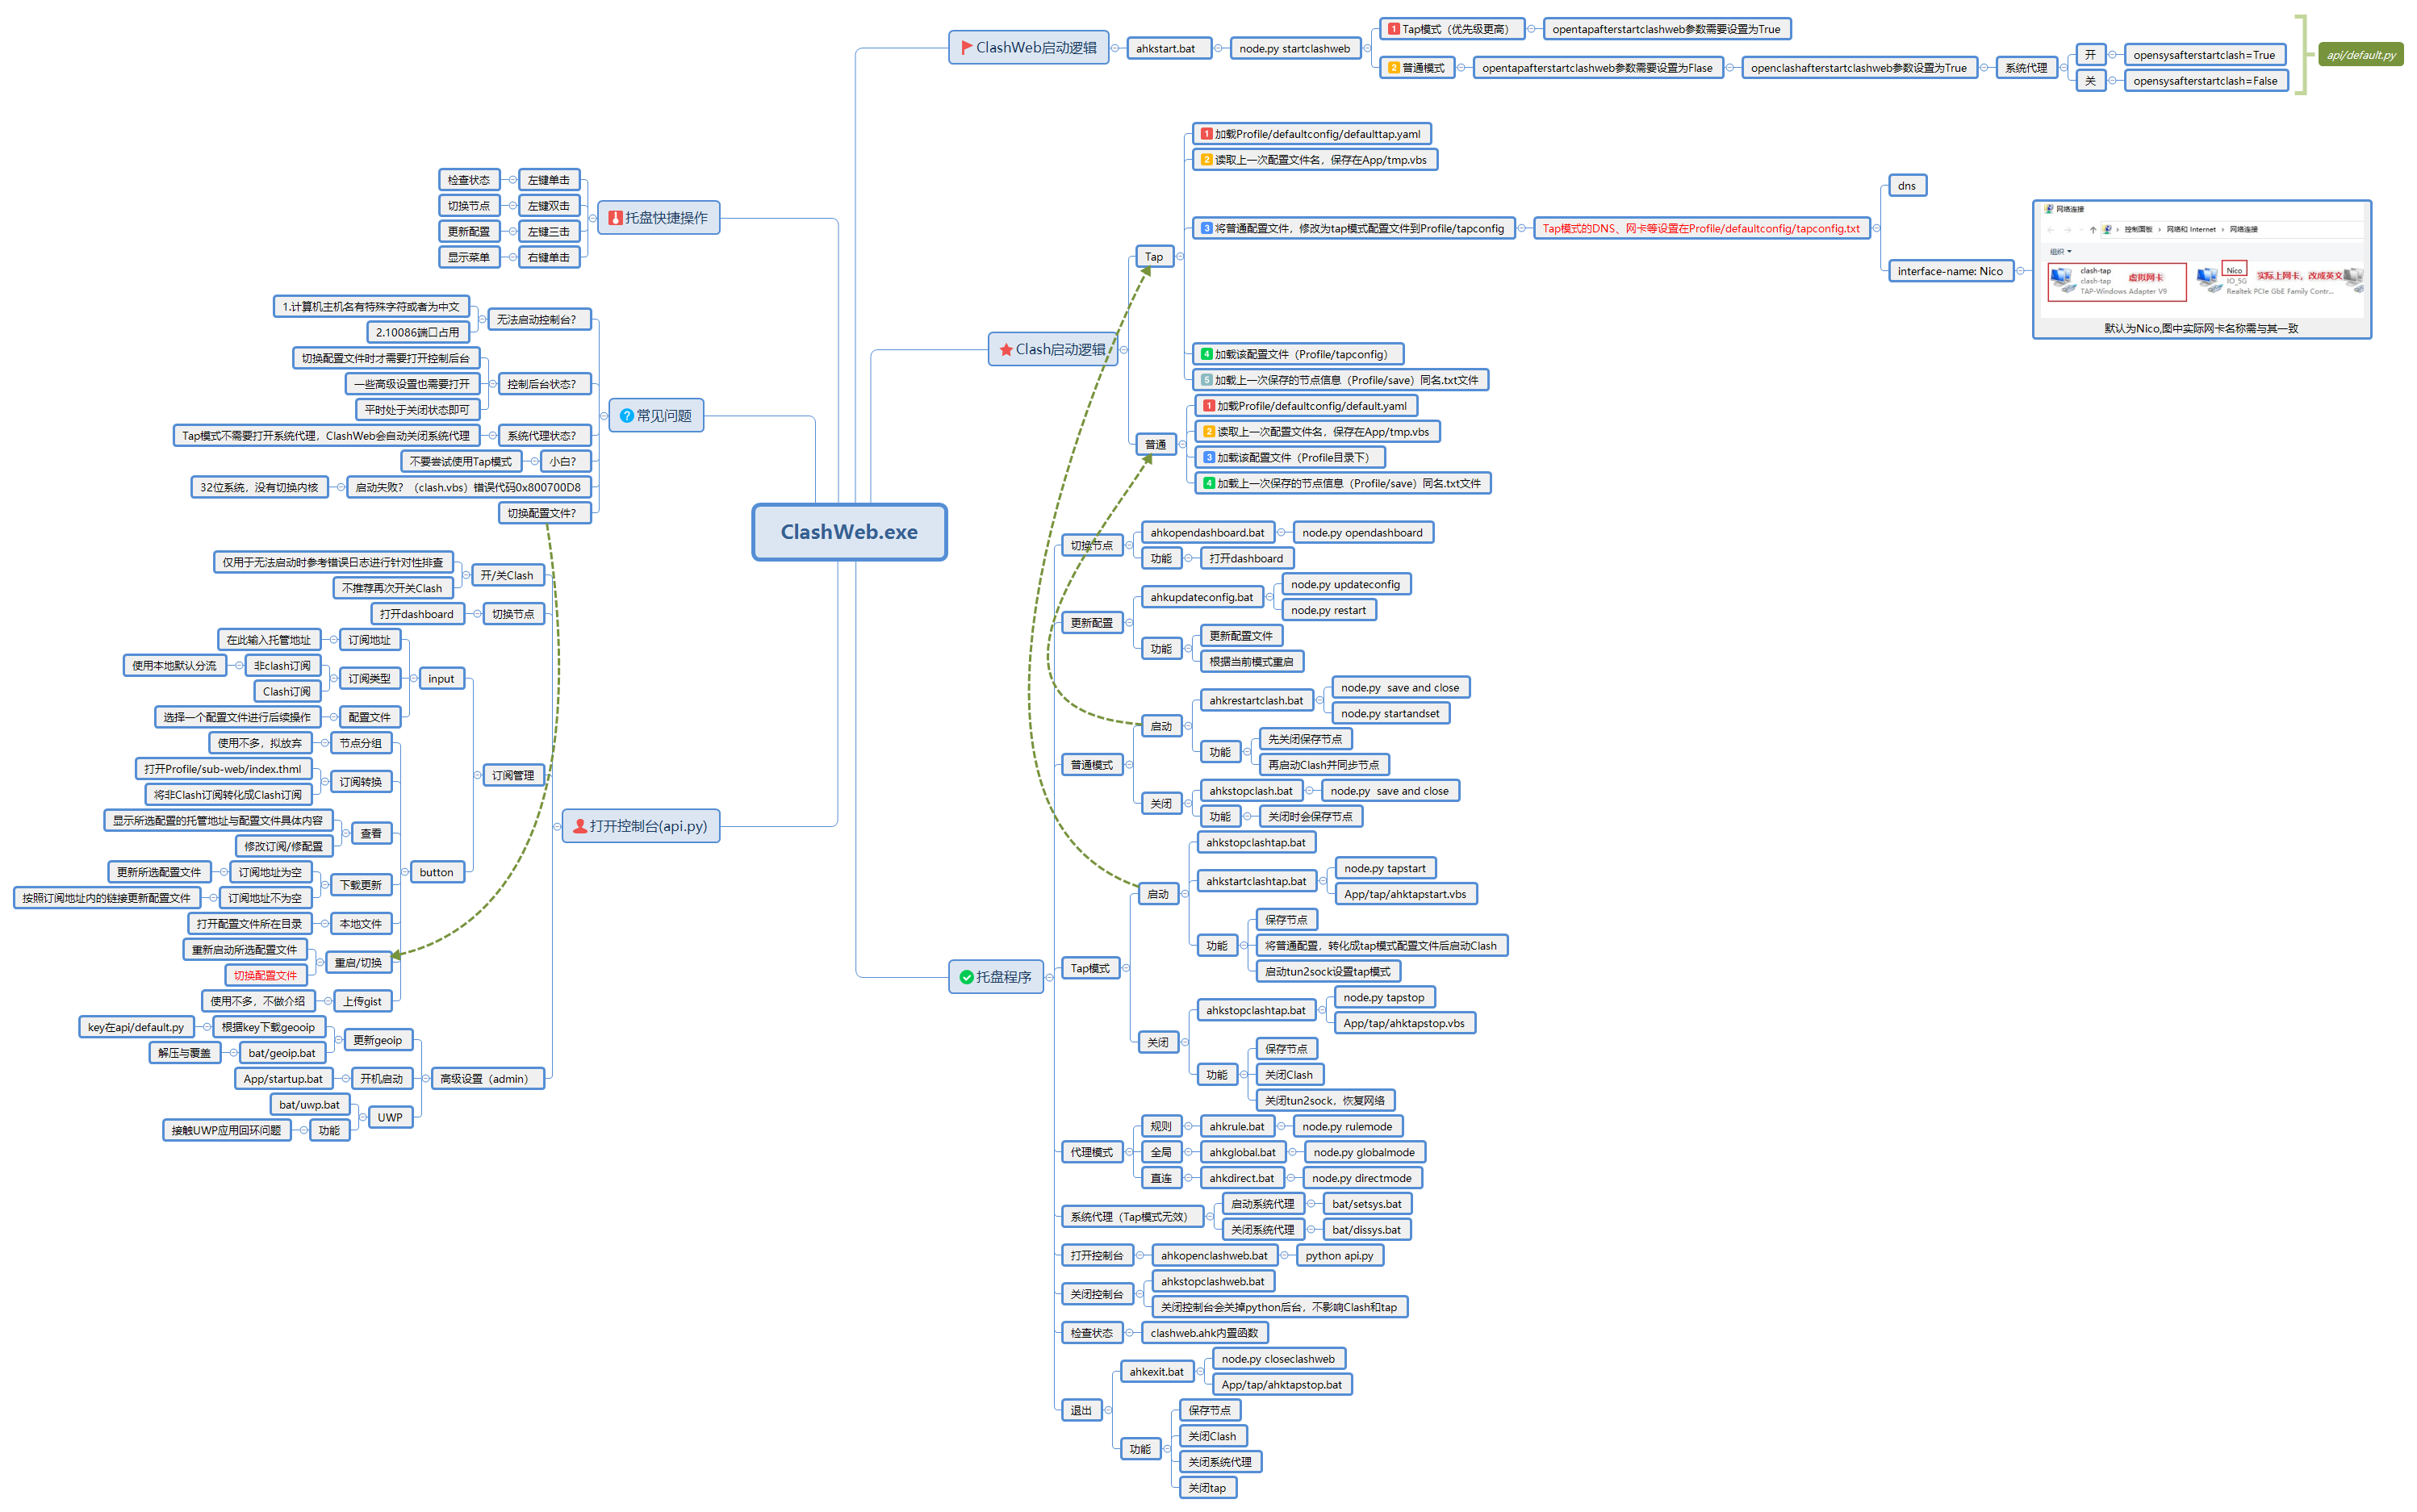 ClashWeb.exe
ClashWeb启动逻辑
ahkstart.bat
node.py startclashweb
1 Tap模式（优先级更高）
opentapafterstartclashweb参数需要设置为True
2 普通模式
opentapafterstartclashweb参数需要设置为Flase
openclashafterstartclashweb参数设置为True
系统代理
开
opensysafterstartclash=True
关
opensysafterstartclash=False
api/default.py
Clash启动逻辑
Tap
1 加载Profile/defaultconfig/defaulttap.yaml
2 读取上一次配置文件名，保存在App/tmp.vbs
3 将普通配置文件，修改为tap模式配置文件到Profile/tapconfig
Tap模式的DNS、网卡等设置在Profile/defaultconfig/tapconfig.txt
dns
interface-name: Nico
网络连接
控制面板 › 网络和 Internet › 网络连接
组织
clash-tap
clash-tap
TAP-Windows Adapter V9
虚拟网卡
Nico
IO_5G
Realtek PCIe GbE Family Contr...
实际上网卡，改成英文
默认为Nico,图中实际网卡名称需与其一致
4 加载该配置文件（Profile/tapconfig）
5 加载上一次保存的节点信息（Profile/save）同名.txt文件
普通
1 加载Profile/defaultconfig/default.yaml
2 读取上一次配置文件名，保存在App/tmp.vbs
3 加载该配置文件（Profile目录下）
4 加载上一次保存的节点信息（Profile/save）同名.txt文件
托盘程序
切换节点
ahkopendashboard.bat
node.py opendashboard
功能
打开dashboard
更新配置
ahkupdateconfig.bat
node.py updateconfig
node.py restart
功能
更新配置文件
根据当前模式重启
普通模式
启动
ahkrestartclash.bat
node.py  save and close
node.py startandset
功能
先关闭保存节点
再启动Clash并同步节点
关闭
ahkstopclash.bat
node.py  save and close
功能
关闭时会保存节点
Tap模式
启动
ahkstopclashtap.bat
ahkstartclashtap.bat
node.py tapstart
App/tap/ahktapstart.vbs
功能
保存节点
将普通配置，转化成tap模式配置文件后启动Clash
启动tun2sock设置tap模式
关闭
ahkstopclashtap.bat
node.py tapstop
App/tap/ahktapstop.vbs
功能
保存节点
关闭Clash
关闭tun2sock，恢复网络
代理模式
规则
ahkrule.bat
node.py rulemode
全局
ahkglobal.bat
node.py globalmode
直连
ahkdirect.bat
node.py directmode
系统代理（Tap模式无效）
启动系统代理
bat/setsys.bat
关闭系统代理
bat/dissys.bat
打开控制台
ahkopenclashweb.bat
python api.py
关闭控制台
ahkstopclashweb.bat
关闭控制台会关掉python后台，不影响Clash和tap
检查状态
clashweb.ahk内置函数
退出
ahkexit.bat
node.py closeclashweb
App/tap/ahktapstop.bat
功能
保存节点
关闭Clash
关闭系统代理
关闭tap
托盘快捷操作
左键单击
检查状态
左键双击
切换节点
左键三击
更新配置
右键单击
显示菜单
常见问题
无法启动控制台？
1.计算机主机名有特殊字符或者为中文
2.10086端口占用
控制后台状态？
切换配置文件时才需要打开控制后台
一些高级设置也需要打开
平时处于关闭状态即可
系统代理状态？
Tap模式不需要打开系统代理，ClashWeb会自动关闭系统代理
小白？
不要尝试使用Tap模式
启动失败？（clash.vbs）错误代码0x800700D8
32位系统，没有切换内核
切换配置文件？
打开控制台(api.py)
开/关Clash
仅用于无法启动时参考错误日志进行针对性排查
不推荐再次开关Clash
切换节点
打开dashboard
订阅管理
input
订阅地址
在此输入托管地址
订阅类型
非clash订阅
使用本地默认分流
Clash订阅
配置文件
选择一个配置文件进行后续操作
button
节点分组
使用不多，拟放弃
订阅转换
打开Profile/sub-web/index.thml
将非Clash订阅转化成Clash订阅
查看
显示所选配置的托管地址与配置文件具体内容
修改订阅/修配置
下载更新
订阅地址为空
更新所选配置文件
订阅地址不为空
按照订阅地址内的链接更新配置文件
本地文件
打开配置文件所在目录
重启/切换
重新启动所选配置文件
切换配置文件
上传gist
使用不多，不做介绍
高级设置（admin）
更新geoip
根据key下载geooip
key在api/default.py
bat/geoip.bat
解压与覆盖
开机启动
App/startup.bat
UWP
bat/uwp.bat
功能
接触UWP应用回环问题